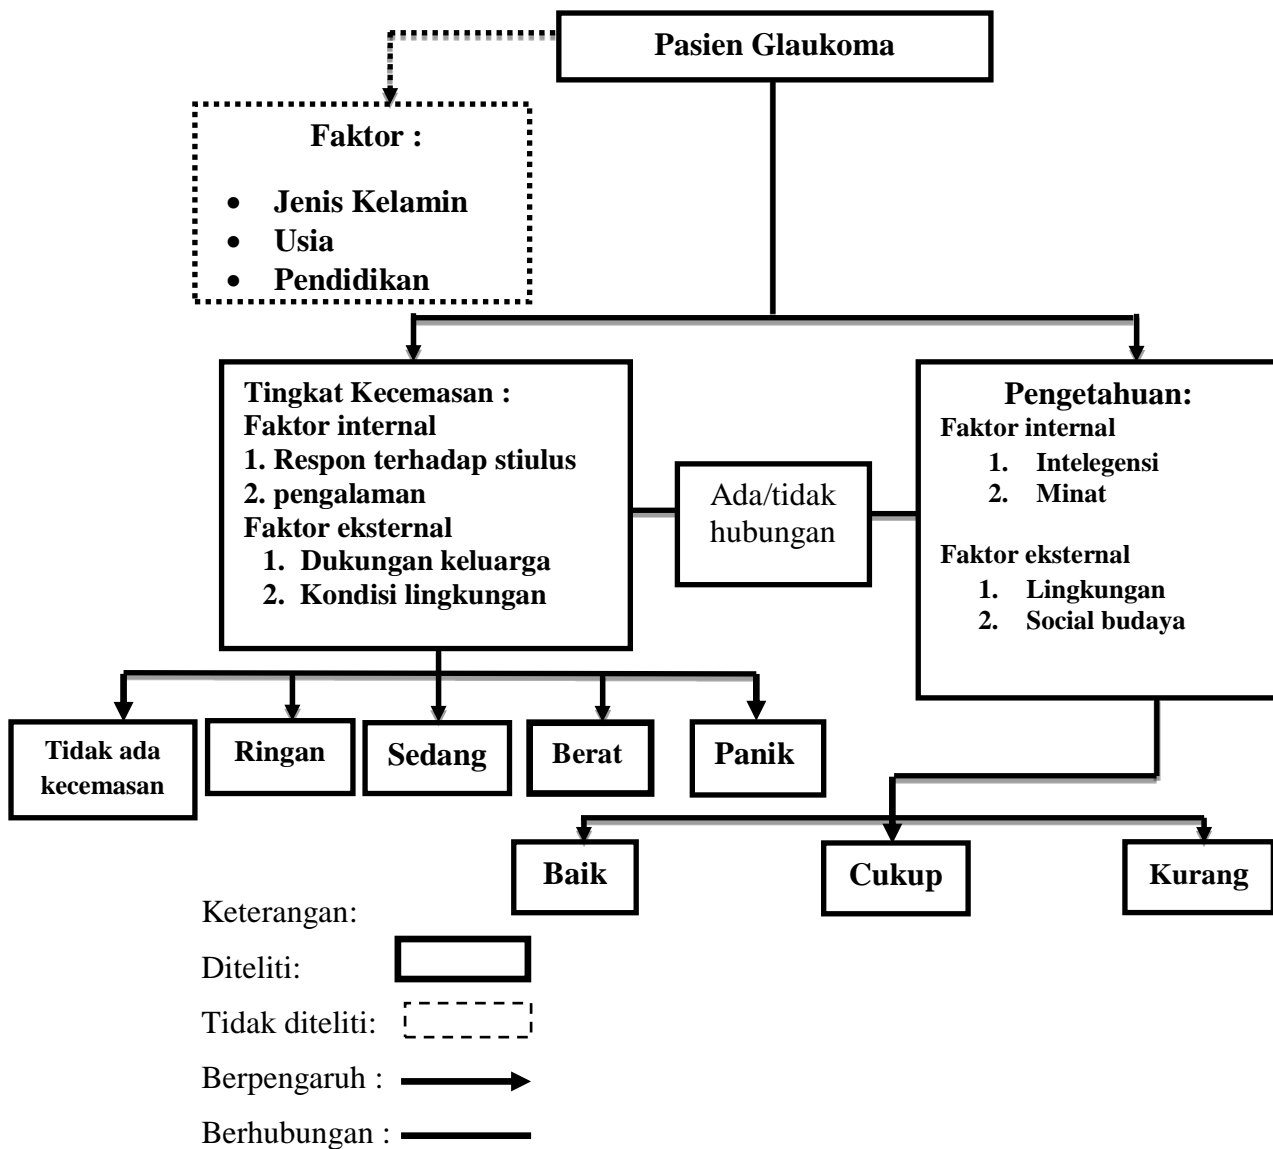 Pasien Glaukoma
Faktor :
• Jenis Kelamin
• Usia
• Pendidikan
Tingkat Kecemasan :
Faktor internal
1. Respon terhadap stiulus
2. pengalaman
Faktor eksternal
1. Dukungan keluarga
2. Kondisi lingkungan
Ada/tidak
hubungan
Pengetahuan:
Faktor internal
1. Intelegensi
2. Minat
Faktor eksternal
1. Lingkungan
2. Social budaya
Tidak ada
kecemasan
Ringan
Sedang
Berat
Panik
Baik
Cukup
Kurang
Keterangan:
Diteliti:
Tidak diteliti:
Berpengaruh :
Berhubungan :